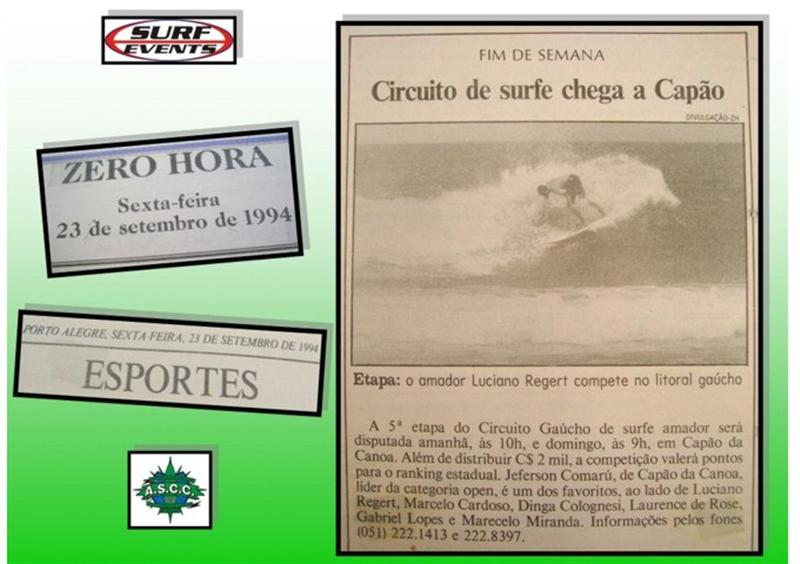 SURF
EVENTS
ZERO HORA
Sexta-feira
23 de setembro de 1994
PORTO ALEGRE, SEXTA-FEIRA, 23 DE SETEMBRO DE 1994
ESPORTES
A.S.C.C.
FIM DE SEMANA
Circuito de surfe chega a Capão
DIVULGAÇÃO-ZH
Etapa: o amador Luciano Regert compete no litoral gaúcho
A 5ª etapa do Circuito Gaúcho de surfe amador será
disputada amanhã, às 10h, e domingo, às 9h, em Capão da
Canoa. Além de distribuir C$ 2 mil, a competição valerá pontos
para o ranking estadual. Jeferson Comarú, de Capão da Canoa,
líder da categoria open, é um dos favoritos, ao lado de Luciano
Regert, Marcelo Cardoso, Dinga Colognesi, Laurence de Rose,
Gabriel Lopes e Marecelo Miranda. Informações pelos fones
(051) 222.1413 e 222.8397.